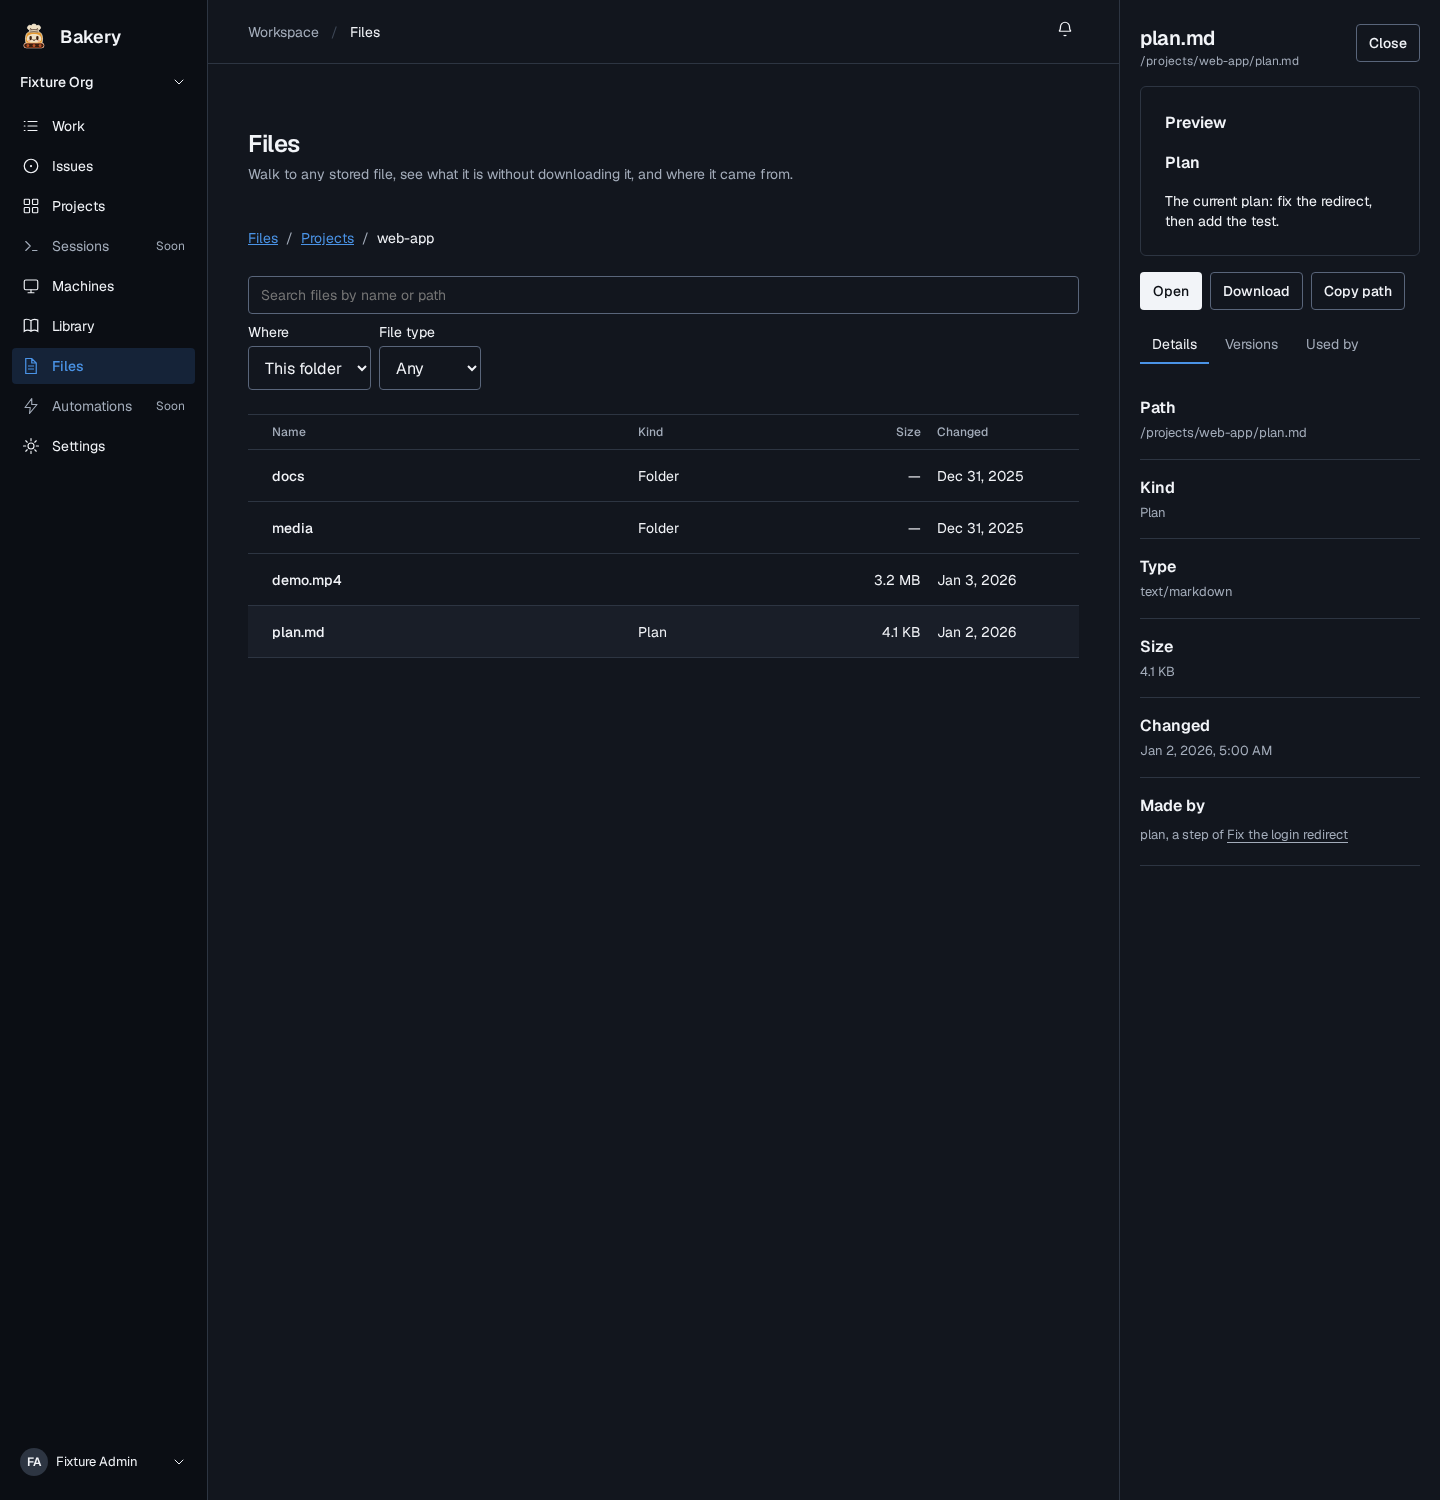 Bakery
Fixture Org
Work
Issues
Projects
Sessions Soon
Machines
Library
Files
Automations Soon
Settings
FA Fixture Admin
Workspace / Files
Files
Walk to any stored file, see what it is without downloading it, and where it came from.
Files / Projects / web-app
Search files by name or path
Where File type
This folder Any
Name Kind Size Changed
docs Folder — Dec 31, 2025
media Folder — Dec 31, 2025
demo.mp4 3.2 MB Jan 3, 2026
plan.md Plan 4.1 KB Jan 2, 2026
plan.md
/projects/web-app/plan.md
Close
Preview
Plan
The current plan: fix the redirect,
then add the test.
Open Download Copy path
Details Versions Used by
Path
/projects/web-app/plan.md
Kind
Plan
Type
text/markdown
Size
4.1 KB
Changed
Jan 2, 2026, 5:00 AM
Made by
plan, a step of Fix the login redirect